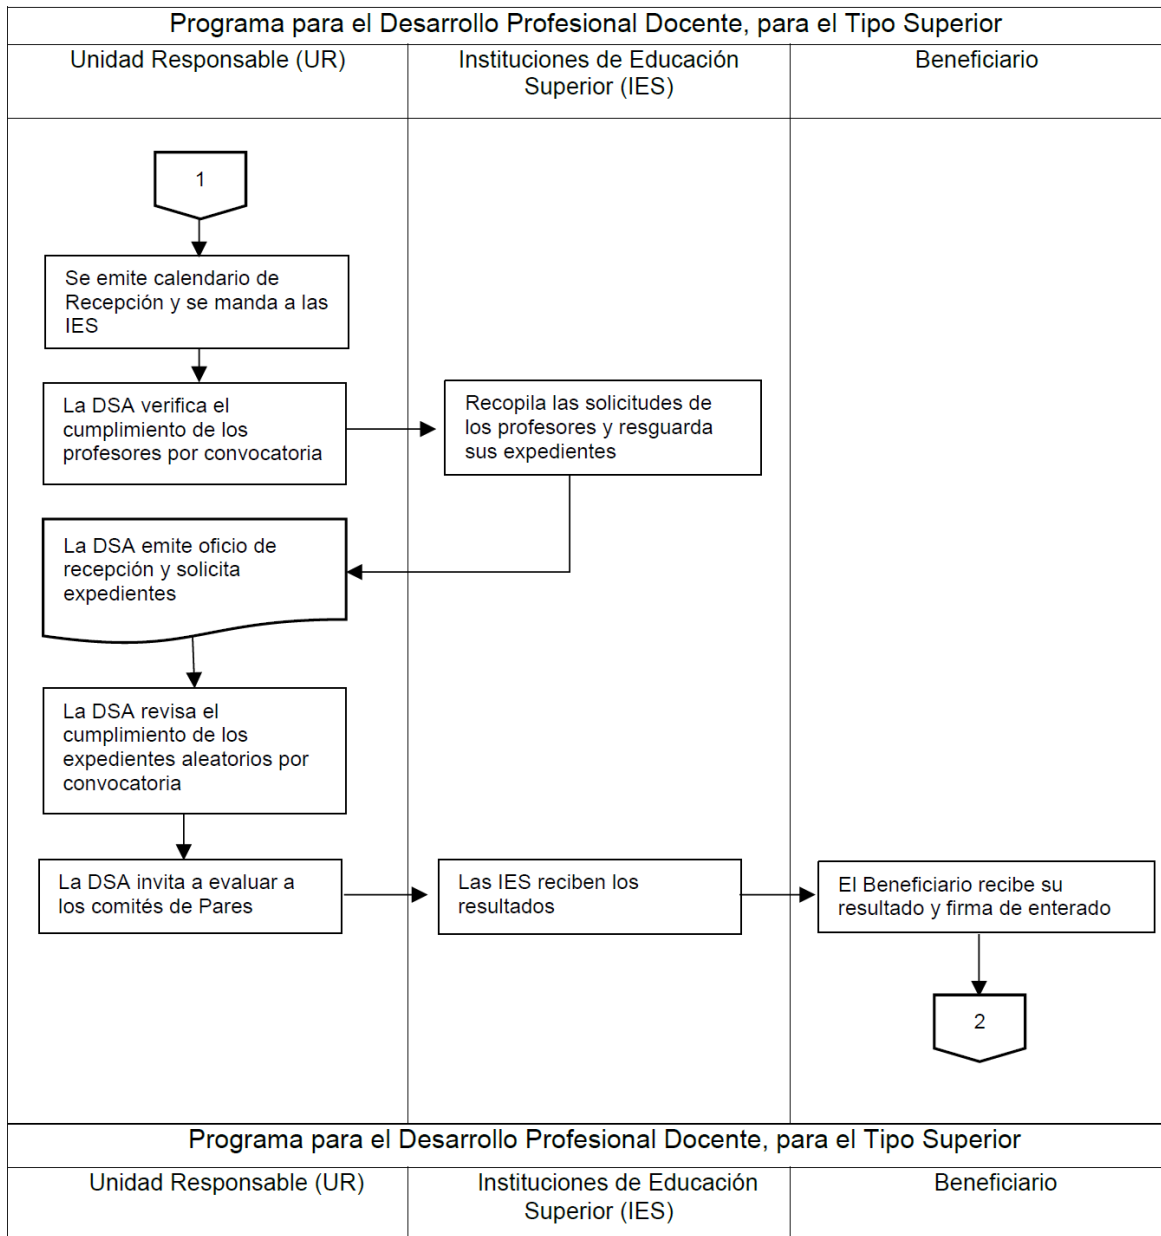 Programa para el Desarrollo Profesional Docente, para el Tipo Superior
Unidad Responsable (UR)
Instituciones de Educación
Superior (IES)
Beneficiario
1
Se emite calendario de
Recepción y se manda a las
IES
La DSA verifica el
cumplimiento de los
profesores por convocatoria
Recopila las solicitudes de
los profesores y resguarda
sus expedientes
La DSA emite oficio de
recepción y solicita
expedientes
La DSA revisa el
cumplimiento de los
expedientes aleatorios por
convocatoria
La DSA invita a evaluar a
los comités de Pares
Las IES reciben los
resultados
El Beneficiario recibe su
resultado y firma de enterado
2
Programa para el Desarrollo Profesional Docente, para el Tipo Superior
Unidad Responsable (UR)
Instituciones de Educación
Superior (IES)
Beneficiario